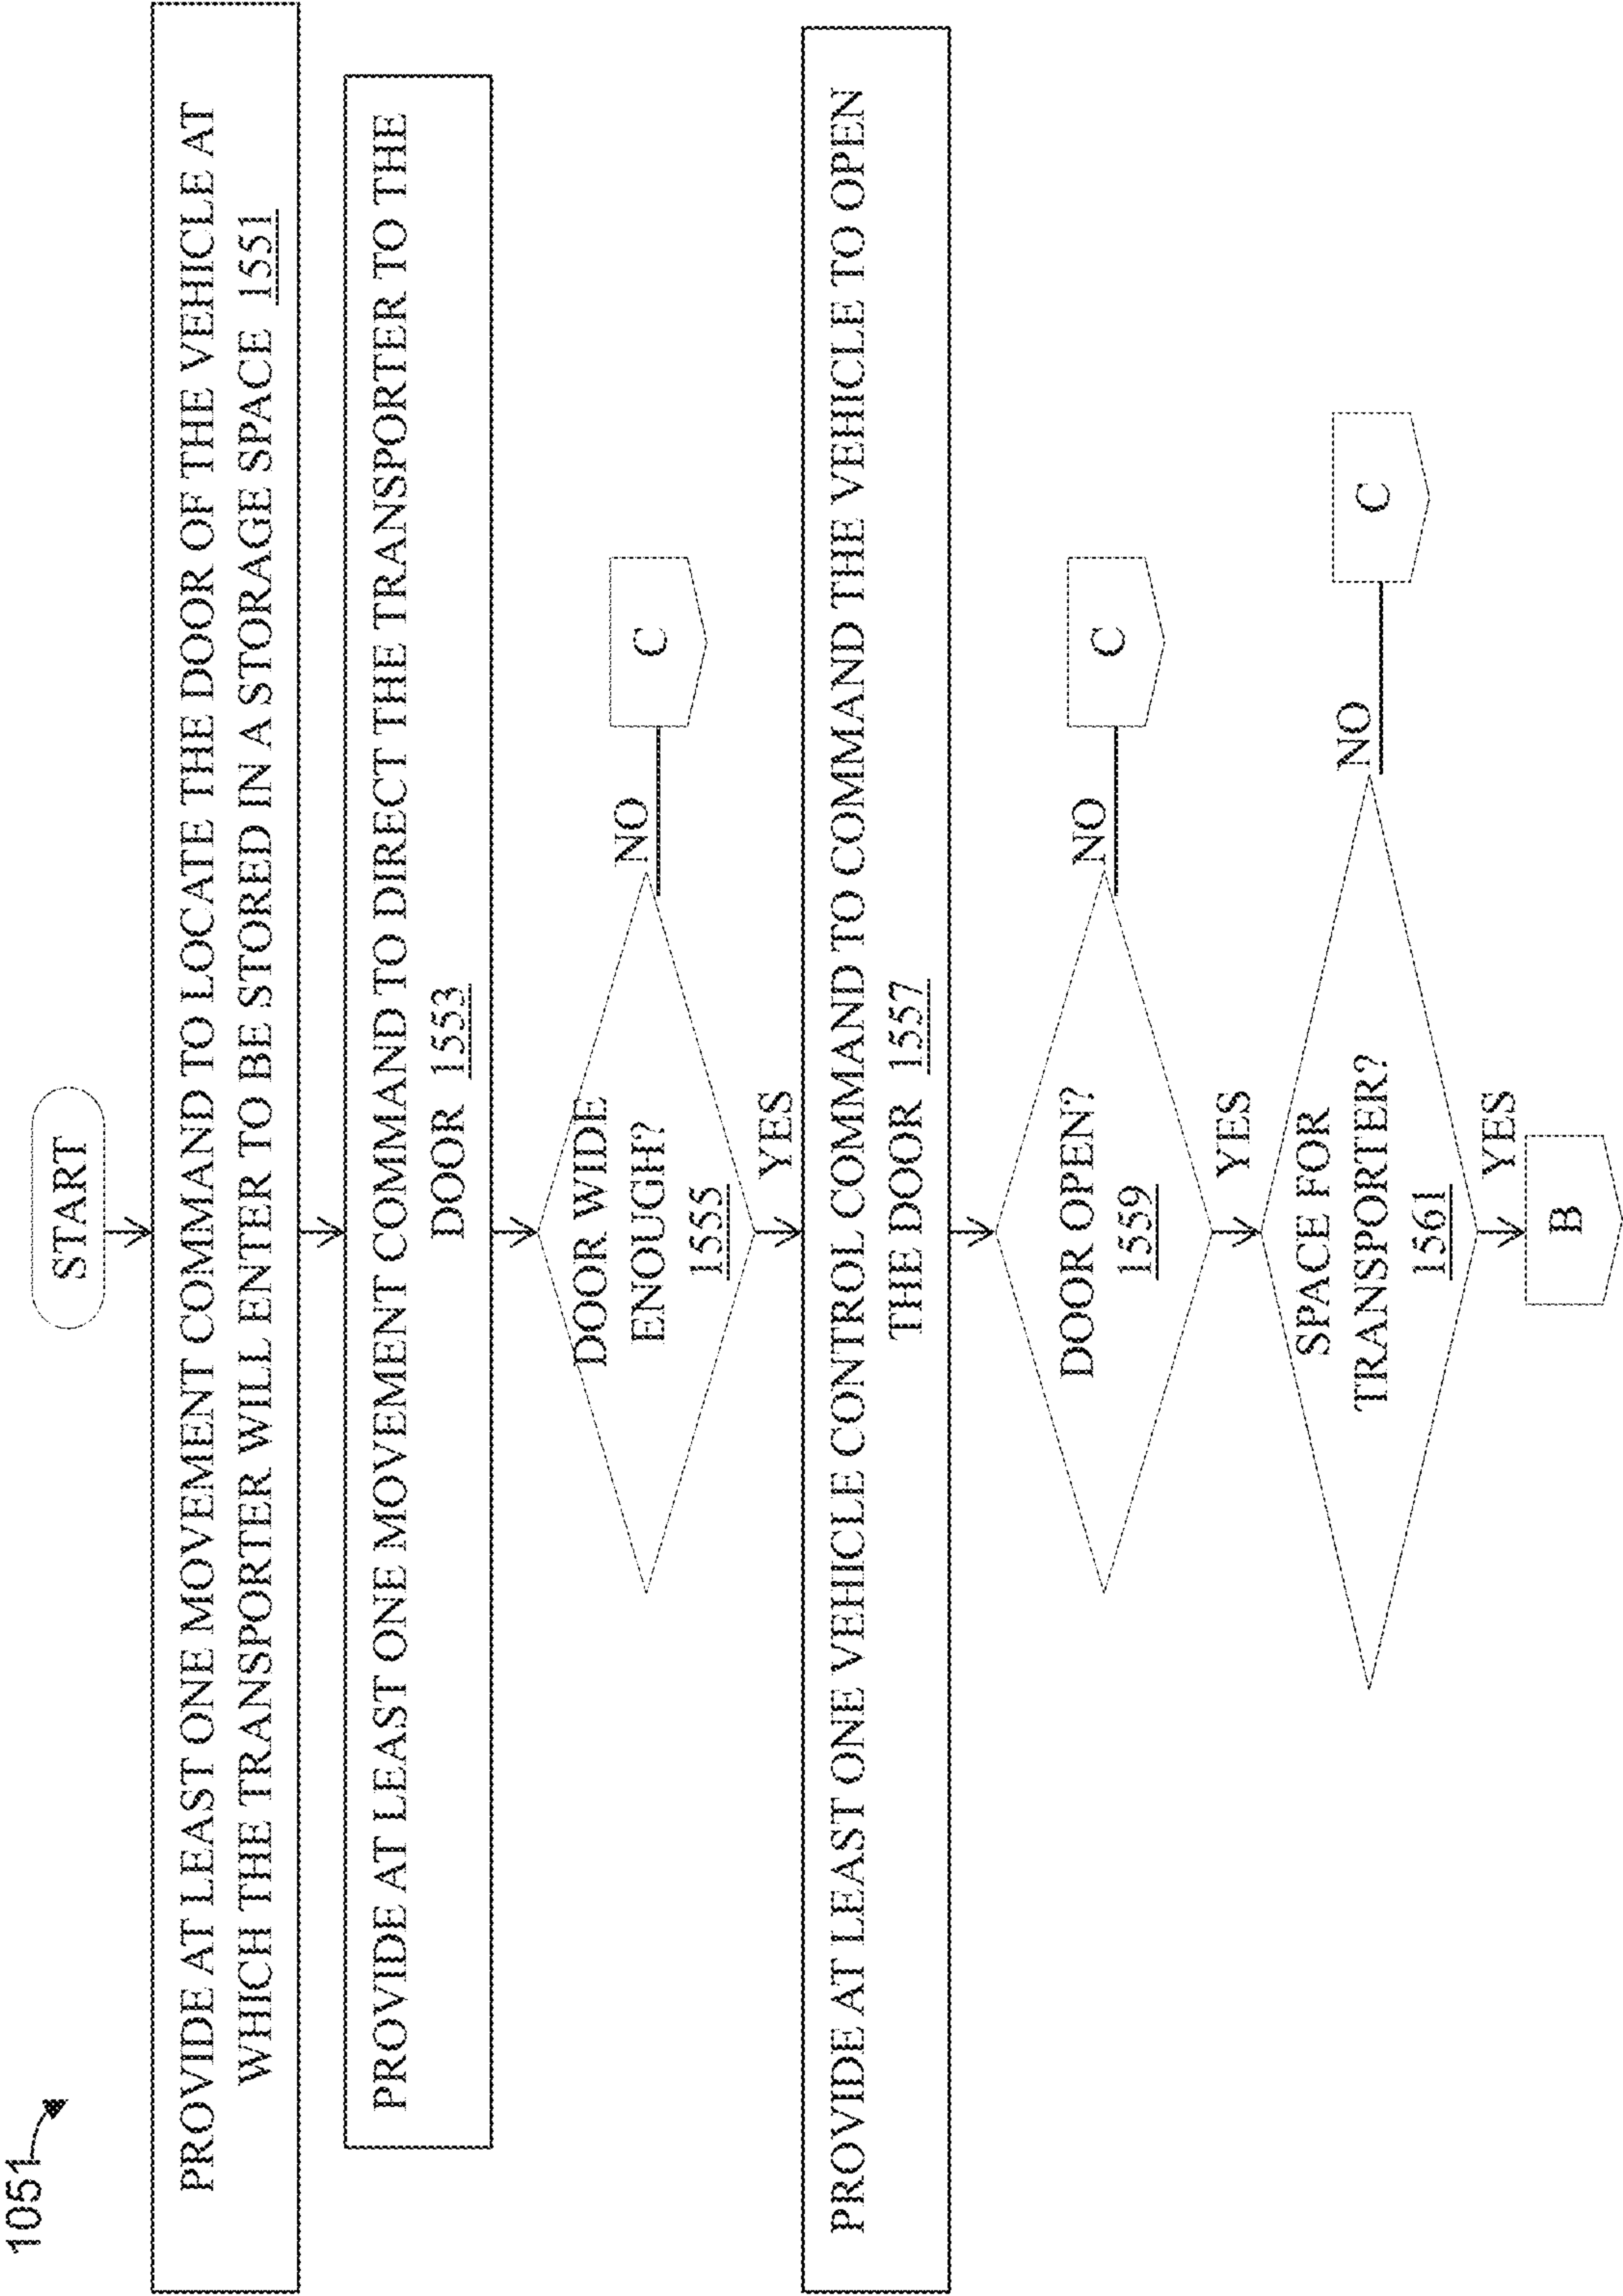 1051
START
PROVIDE AT LEAST ONE MOVEMENT COMMAND TO LOCATE THE DOOR OF THE VEHICLE AT
WHICH THE TRANSPORTER WILL ENTER TO BE STORED IN A STORAGE SPACE 1551
PROVIDE AT LEAST ONE MOVEMENT COMMAND TO DIRECT THE TRANSPORTER TO THE
DOOR 1553
DOOR WIDE
ENOUGH?
1555
NO
C
YES
PROVIDE AT LEAST ONE VEHICLE CONTROL COMMAND TO COMMAND THE VEHICLE TO OPEN
THE DOOR 1557
DOOR OPEN?
1559
NO
C
YES
SPACE FOR
TRANSPORTER?
1561
NO
C
YES
B